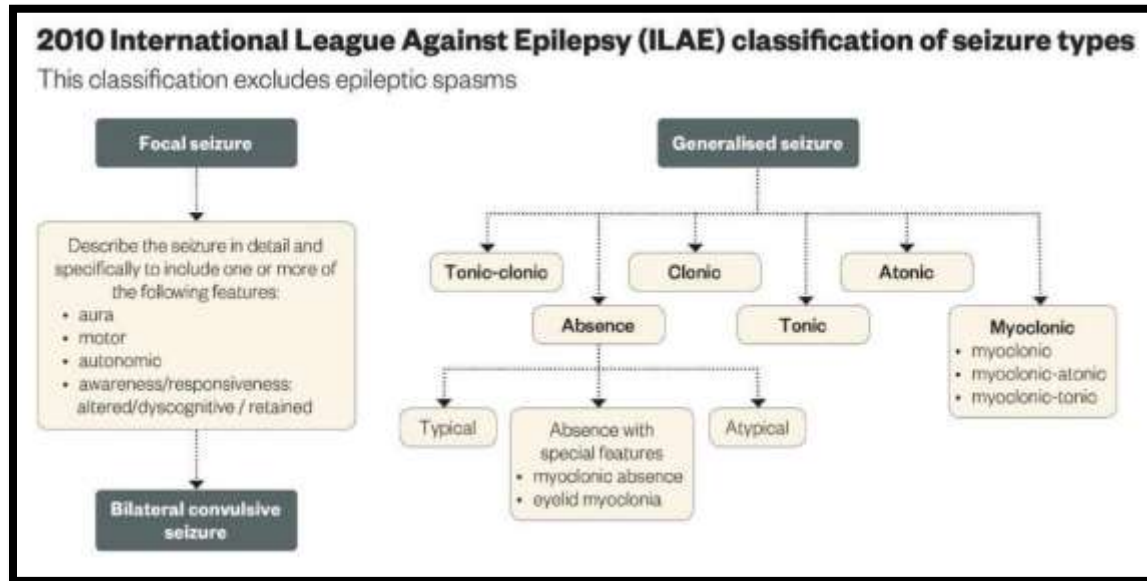 2010 International League Against Epilepsy (ILAE) classification of seizure types
This classification excludes epileptic spasms
Focal seizure
Describe the seizure in detail and
specifically to include one or more of
the following features:
• aura
• motor
• autonomic
• awareness/responsiveness:
altered/dyscognitive / retained
Bilateral convulsive
seizure
Generalised seizure
Tonic-clonic
Clonic
Atonic
Absence
Tonic
Myoclonic
• myoclonic
• myoclonic-atonic
• myoclonic-tonic
Typical
Absence with
special features
• myoclonic absence
• eyelid myoclonia
Atypical